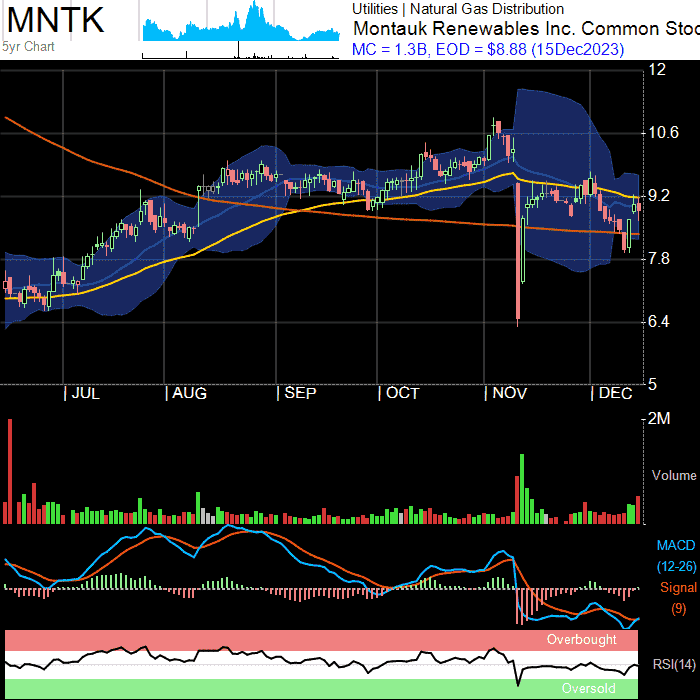 MNTK
5yr Chart
Utilities | Natural Gas Distribution
Montauk Renewables Inc. Common Stoc
MC = 1.3B, EOD = $8.88 (15Dec2023)
12
10.6
9.2
7.8
6.4
5
JUL AUG SEP OCT NOV DEC
2M
Volume
MACD
(12-26)
Signal
(9)
Overbought
RSI(14)
Oversold